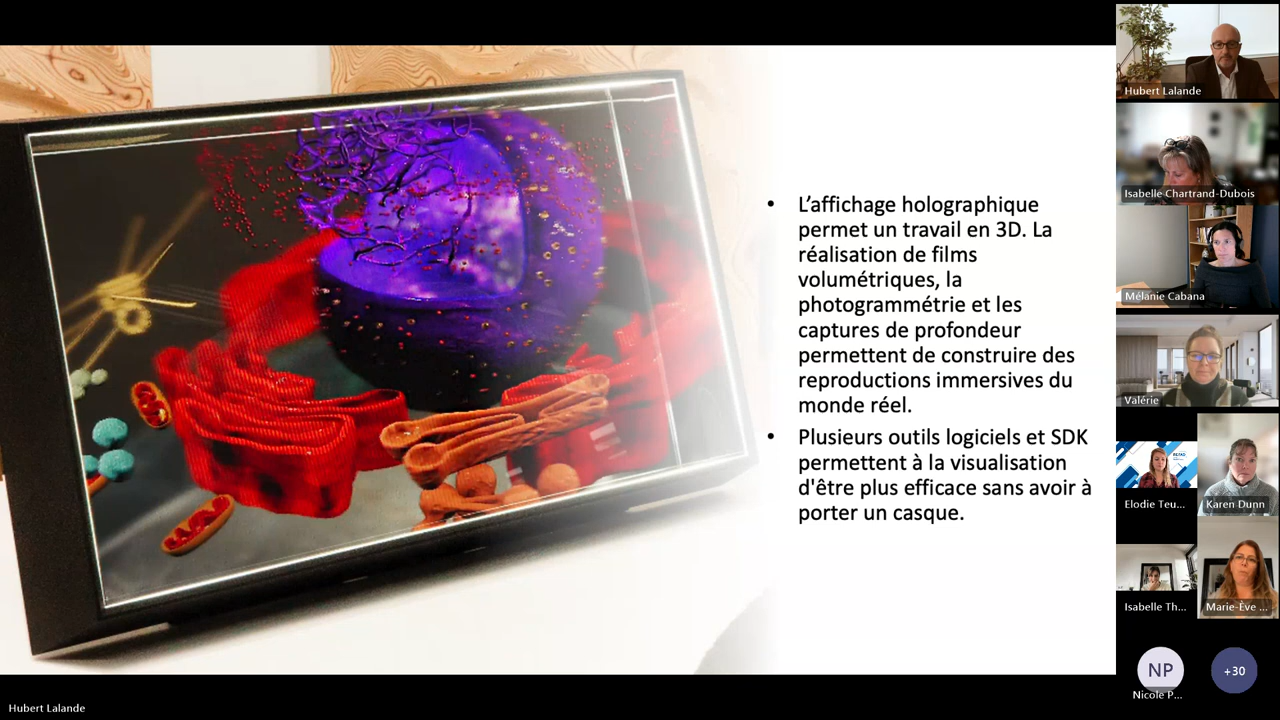 • L’affichage holographique
permet un travail en 3D. La
réalisation de films
volumétriques, la
photogrammétrie et les
captures de profondeur
permettent de construire des
reproductions immersives du
monde réel.
• Plusieurs outils logiciels et SDK
permettent à la visualisation
d'être plus efficace sans avoir à
porter un casque.
Hubert Lalande
Isabelle Chartrand-Dubois
Mélanie Cabana
Valérie
Elodie Teu...
Karen Dunn
Isabelle Th...
Marie-Ève ...
NP
Nicole P...
+30
Hubert Lalande